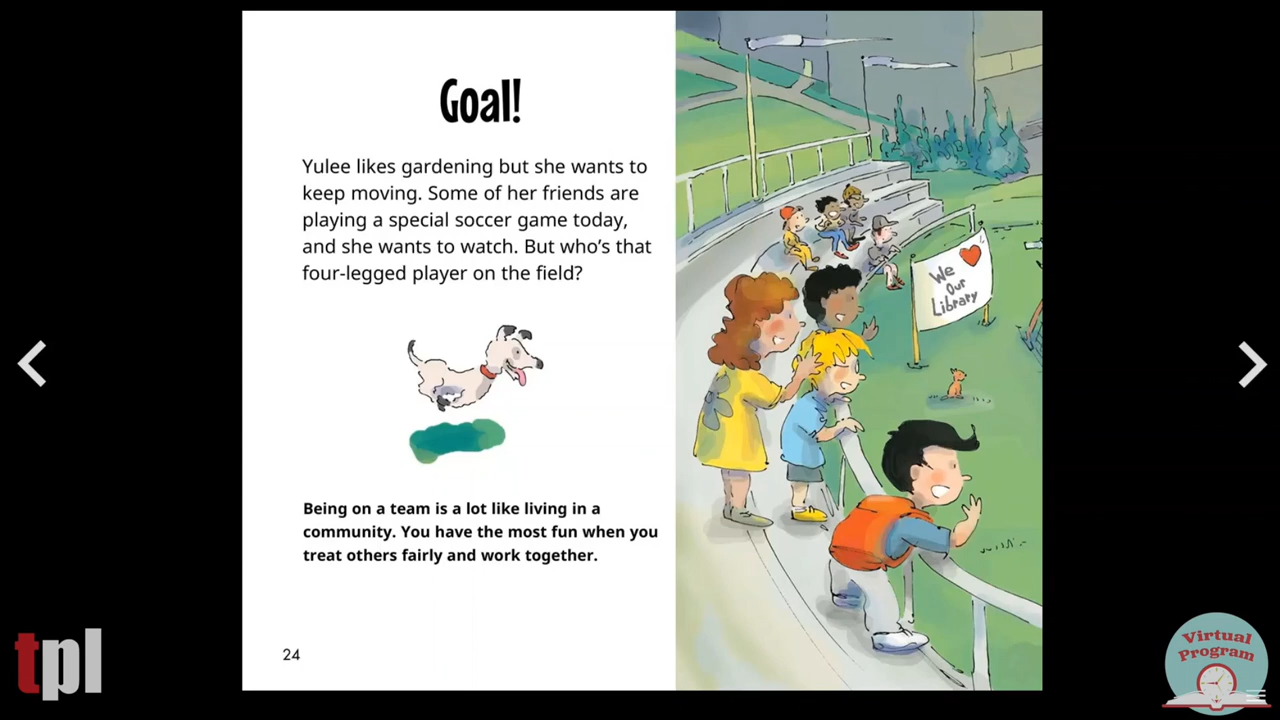 Goal!
Yulee likes gardening but she wants to
keep moving. Some of her friends are
playing a special soccer game today,
and she wants to watch. But who’s that
four-legged player on the field?
Being on a team is a lot like living in a
community. You have the most fun when you
treat others fairly and work together.
24
We
Our
Library
tpl
Virtual
Program